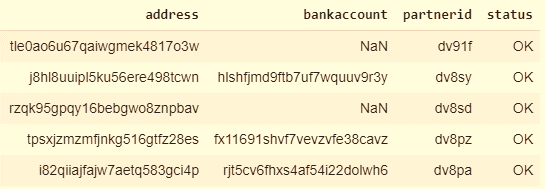 address bankaccount partnerid status
tle0ao6u67qaiwgmek4817o3w NaN dv91f OK
j8hl8uuipl5ku56ere498tcwn hlshfjmd9ftb7uf7wquuv9r3y dv8sy OK
rzqk95gpqy16bebgwo8znpbav NaN dv8sd OK
tpsxjzmzmfjnkg516gtfz28es fx11691shvf7vevzvfe38cavz dv8pz OK
i82qiiajfajw7aetq583gci4p rjt5cv6fhxs4af54i22dolwh6 dv8pa OK